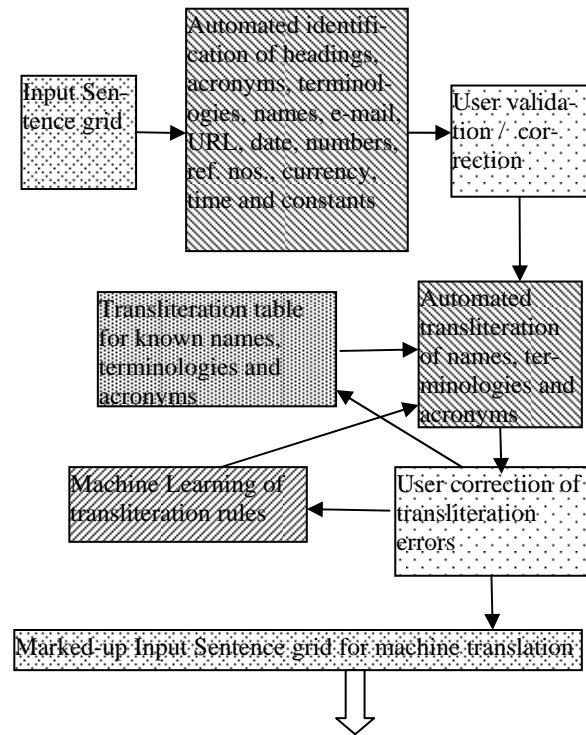 Input Sen-
tence grid
Automated identifi-
cation of headings,
acronyms, terminol-
ogies, names, e-mail,
URL, date, numbers,
ref. nos., currency,
time and constants
User valida-
tion / cor-
rection
Transliteration table
for known names,
terminologies and
acronyms
Automated
transliteration
of names, ter-
minologies and
acronyms
Machine Learning of
transliteration rules
User correction of
transliteration
errors
Marked-up Input Sentence grid for machine translation